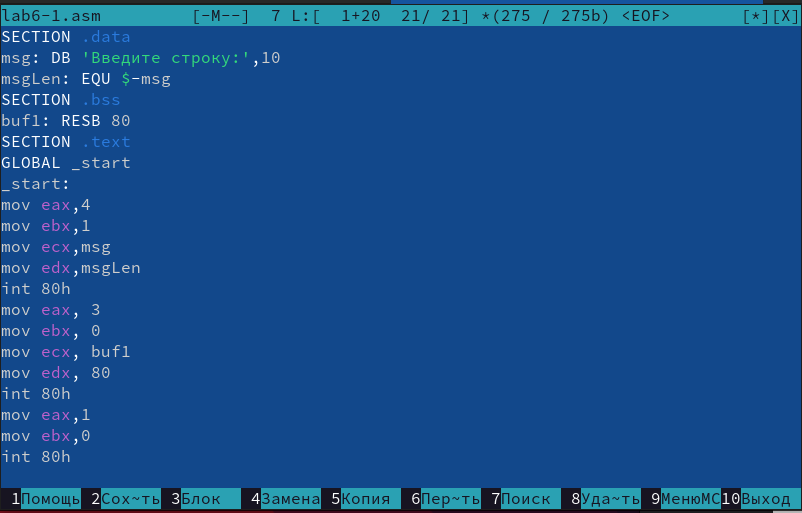 lab6-1.asm [-M--] 7 L:[ 1+20 21/ 21] *(275 / 275b) <EOF> [*][X]
SECTION .data
msg: DB 'Введите строку:',10
msgLen: EQU $-msg
SECTION .bss
buf1: RESB 80
SECTION .text
GLOBAL _start
_start:
mov eax,4
mov ebx,1
mov ecx,msg
mov edx,msgLen
int 80h
mov eax, 3
mov ebx, 0
mov ecx, buf1
mov edx, 80
int 80h
mov eax,1
mov ebx,0
int 80h
1Помощь 2Сох~ть 3Блок 4Замена 5Копия 6Пер~ть 7Поиск 8Уда~ть 9МенюMC 10Выход